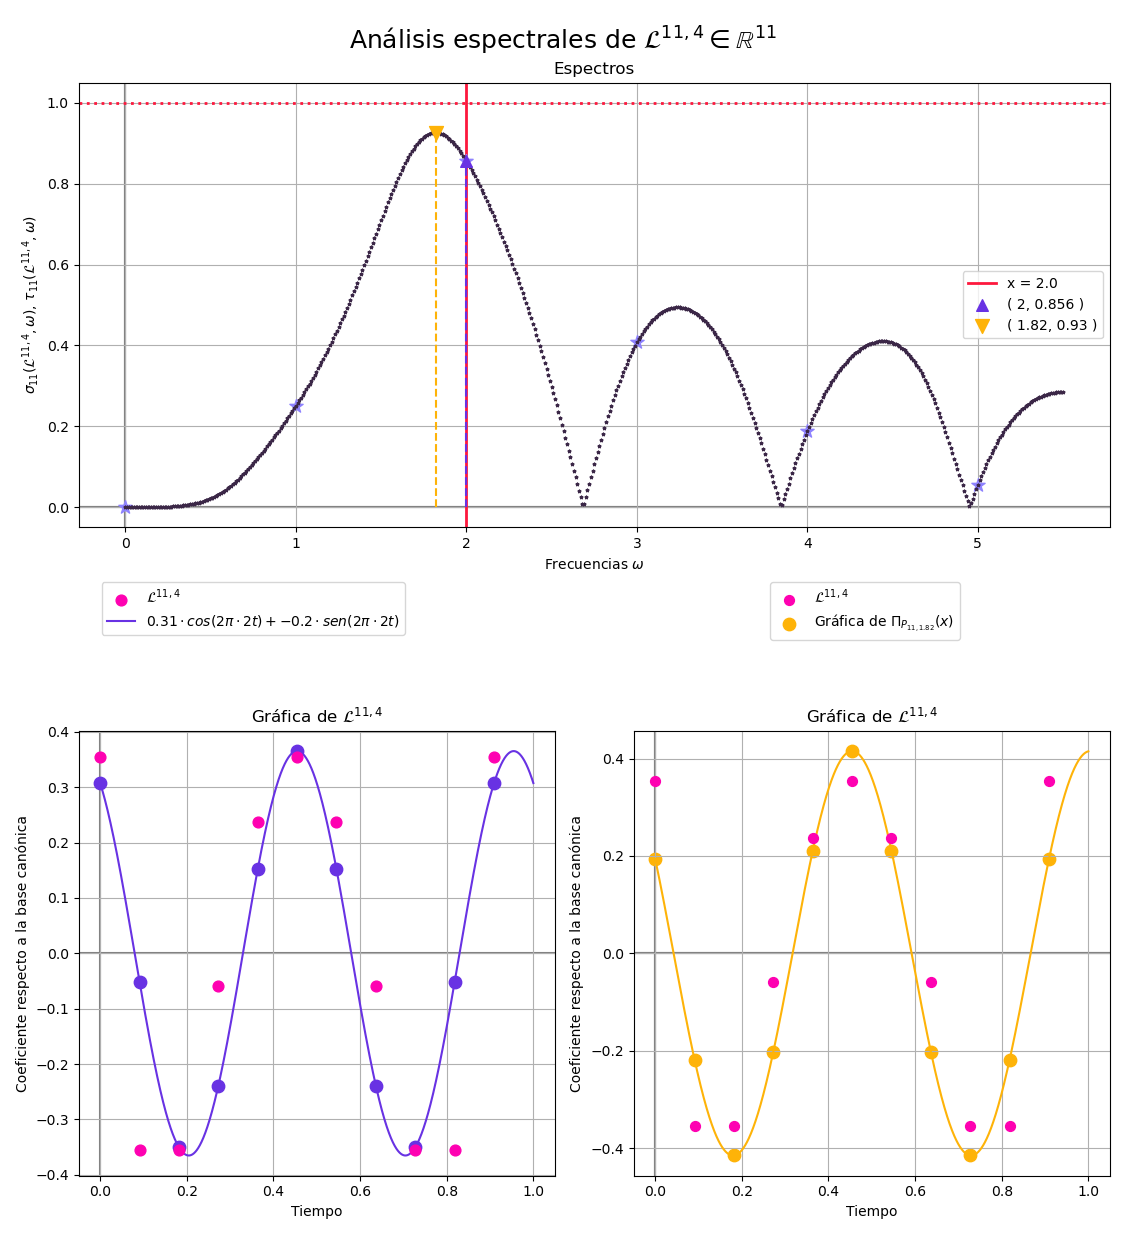 Análisis espectrales de $\mathcal{L}^{11,4} \in \mathbb{R}^{11}$
Espectros
$\sigma_{11}(\mathcal{L}^{11,4}, \omega), \tau_{11}(\mathcal{L}^{11,4}, \omega)$
1.0
0.8
0.6
0.4
0.2
0.0
x = 2.0
( 2, 0.856 )
( 1.82, 0.93 )
0 1 2 3 4 5
Frecuencias ω
$\mathcal{L}^{11,4}$
$0.31 \cdot cos(2\pi \cdot 2t) + -0.2 \cdot sen(2\pi \cdot 2t)$
$\mathcal{L}^{11,4}$
Gráfica de $\Pi_{P_{11,1.82}}(x)$
Gráfica de $\mathcal{L}^{11,4}$
Coeficiente respecto a la base canónica
0.4
0.3
0.2
0.1
0.0
−0.1
−0.2
−0.3
−0.4
0.0 0.2 0.4 0.6 0.8 1.0
Tiempo
Gráfica de $\mathcal{L}^{11,4}$
Coeficiente respecto a la base canónica
0.4
0.2
0.0
−0.2
−0.4
0.0 0.2 0.4 0.6 0.8 1.0
Tiempo